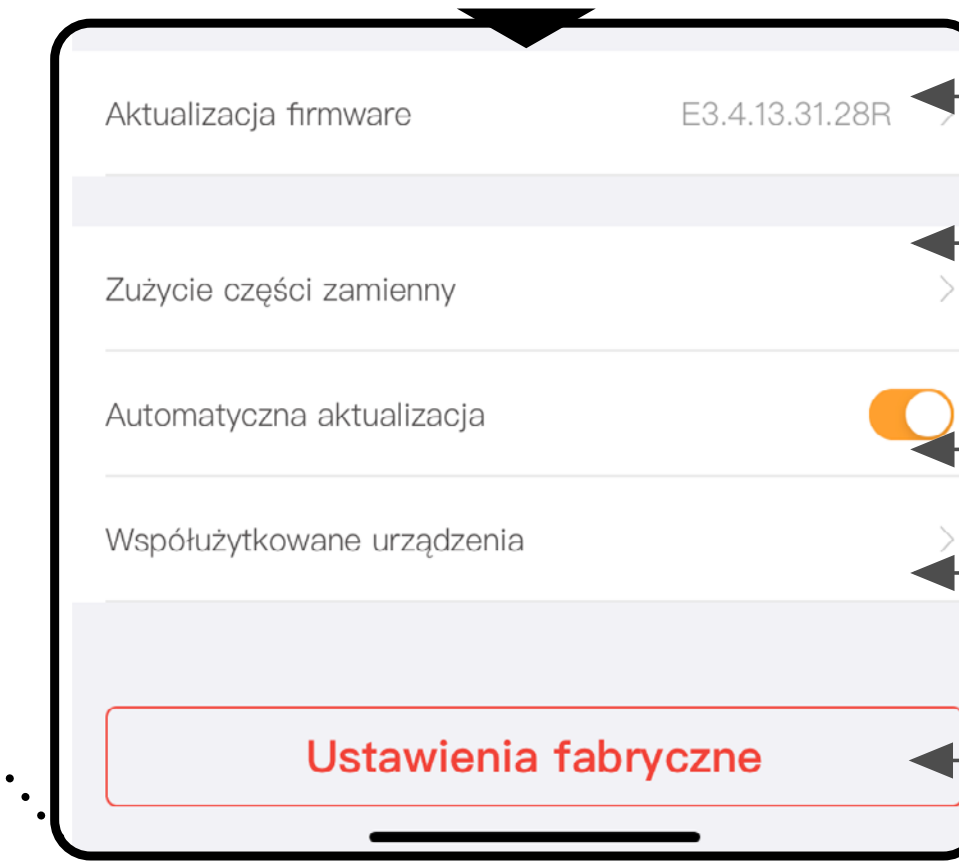 Aktualizacja firmware E3.4.13.31.28R
Zużycie części zamienny
Automatyczna aktualizacja
Współużytkowane urządzenia
Ustawienia fabryczne